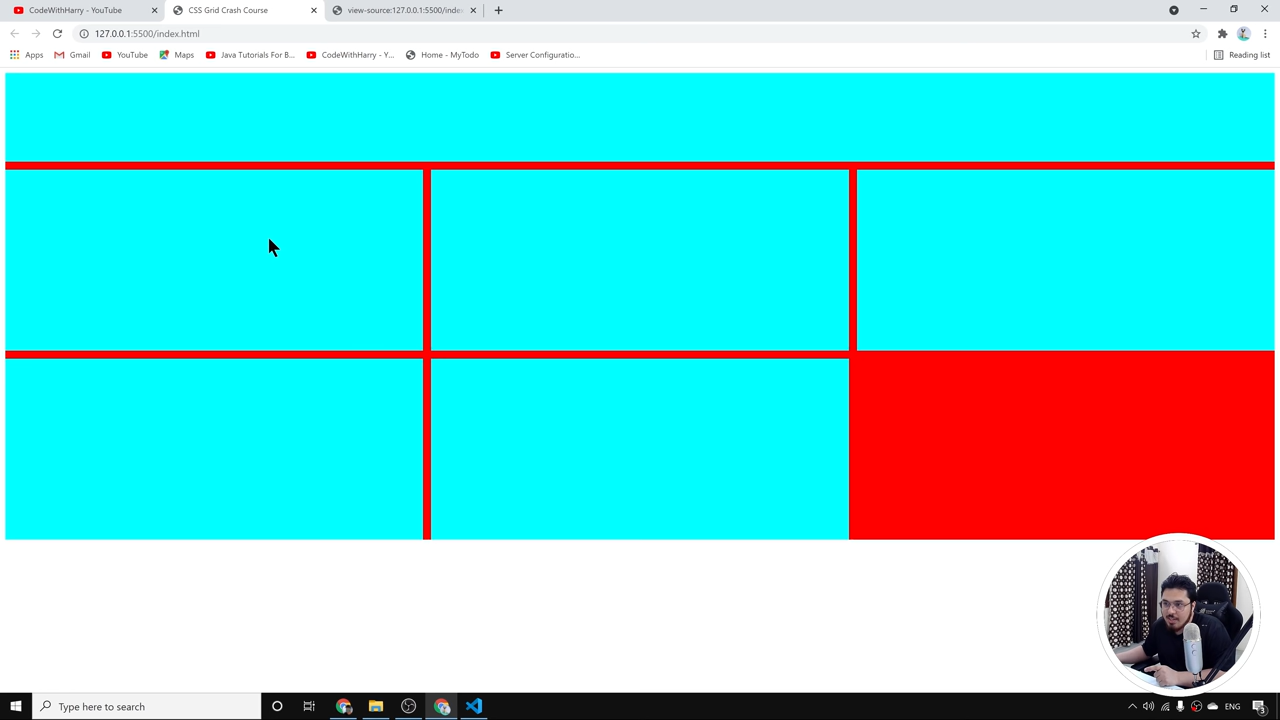 CodeWithHarry - YouTube
CSS Grid Crash Course
view-source:127.0.0.1:5500/index
127.0.0.1:5500/index.html
Apps
Gmail
YouTube
Maps
Java Tutorials For B...
CodeWithHarry - Y...
Home - MyTodo
Server Configuratio...
Reading list
Type here to search
ENG
3